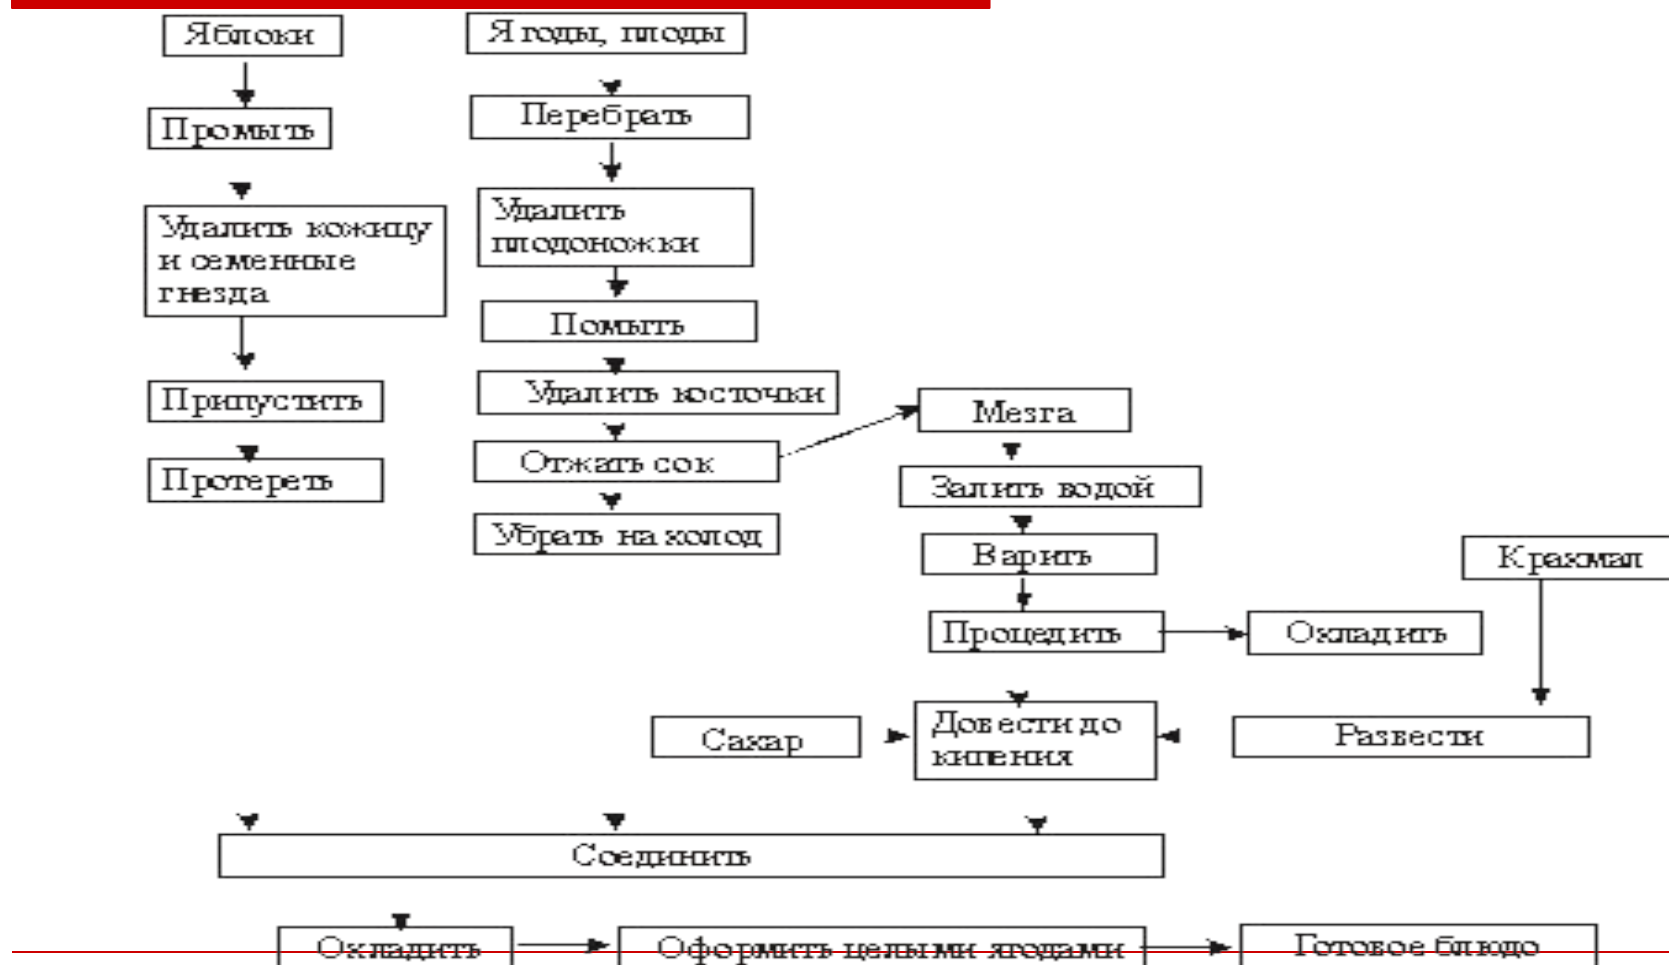 Яблоки
Промыть
Удалить кожицу
и семенные
гнезда
Припустить
Протереть
Ягоды, плоды
Перебрать
Удалить
плодоножки
Помыть
Удалить косточки
Отжать сок
Убрать на холод
Мезга
Залить водой
Варить
Процедить
Охладить
Крахмал
Развести
Сахар
Довести до
кипения
Соединить
Охладить
Оформить целыми ягодами
Готовое блюдо